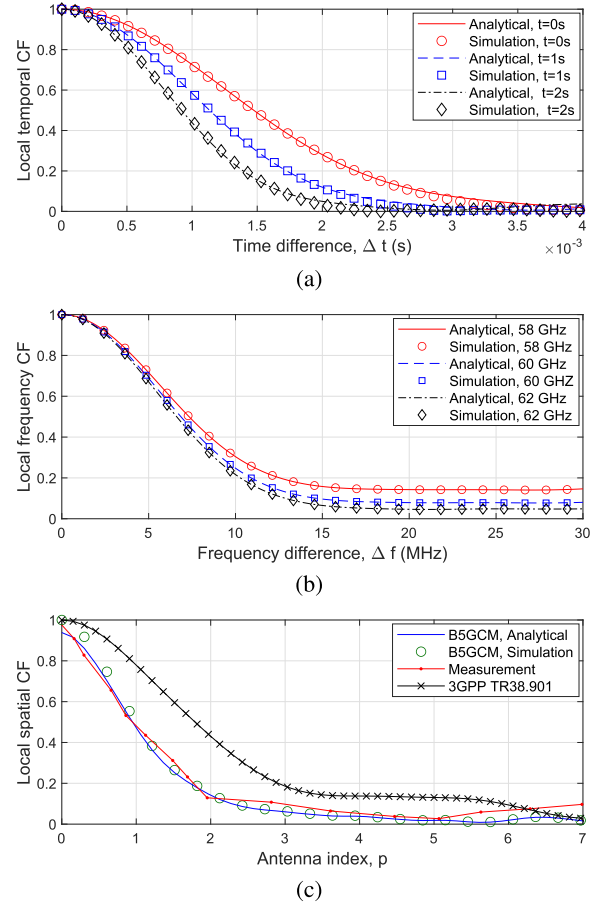 1
0.8
0.6
0.4
0.2
0
Local temporal CF
Analytical, t=0s
Simulation, t=0s
Analytical, t=1s
Simulation, t=1s
Analytical, t=2s
Simulation, t=2s
0 0.5 1 1.5 2 2.5 3 3.5 4
Time difference, Δ t (s)
×10⁻³
(a)
1
0.8
0.6
0.4
0.2
0
Local frequency CF
Analytical, 58 GHz
Simulation, 58 GHz
Analytical, 60 GHz
Simulation, 60 GHZ
Analytical, 62 GHz
Simulation, 62 GHz
0 5 10 15 20 25 30
Frequency difference, Δ f (MHz)
(b)
1
0.8
0.6
0.4
0.2
0
Local spatial CF
B5GCM, Analytical
B5GCM, Simulation
Measurement
3GPP TR38.901
0 1 2 3 4 5 6 7
Antenna index, p
(c)